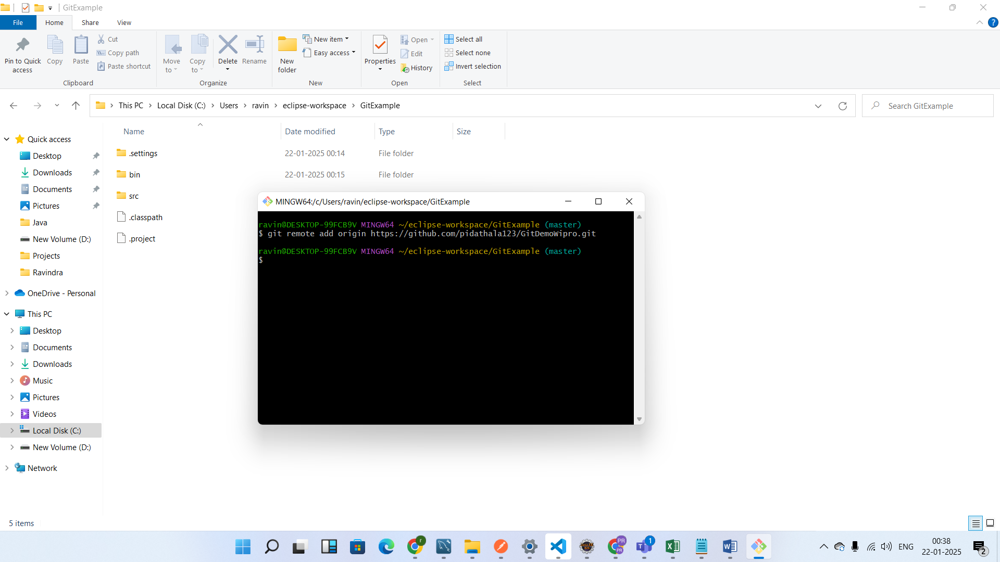 GitExample
File Home Share View
Pin to Quick access
Copy
Paste
Cut
Copy path
Paste shortcut
Clipboard
Move to
Copy to
Delete
Rename
Organize
New folder
New item
Easy access
New
Properties
Open
Edit
History
Open
Select all
Select none
Invert selection
Select
This PC > Local Disk (C:) > Users > ravin > eclipse-workspace > GitExample
Search GitExample
Name Date modified Type Size
.settings 22-01-2025 00:14 File folder
bin 22-01-2025 00:15 File folder
src
.classpath
.project
Quick access
Desktop
Downloads
Documents
Pictures
Java
New Volume (D:)
Projects
Ravindra
OneDrive - Personal
This PC
Desktop
Documents
Downloads
Music
Pictures
Videos
Local Disk (C:)
New Volume (D:)
Network
MINGW64:/c/Users/ravin/eclipse-workspace/GitExample
ravin@DESKTOP-99FCB9V MINGW64 ~/eclipse-workspace/GitExample (master)
$ git remote add origin https://github.com/pidathala123/GitDemoWipro.git
ravin@DESKTOP-99FCB9V MINGW64 ~/eclipse-workspace/GitExample (master)
$
5 items
r
PR
PR
1
ENG
00:38
22-01-2025
2